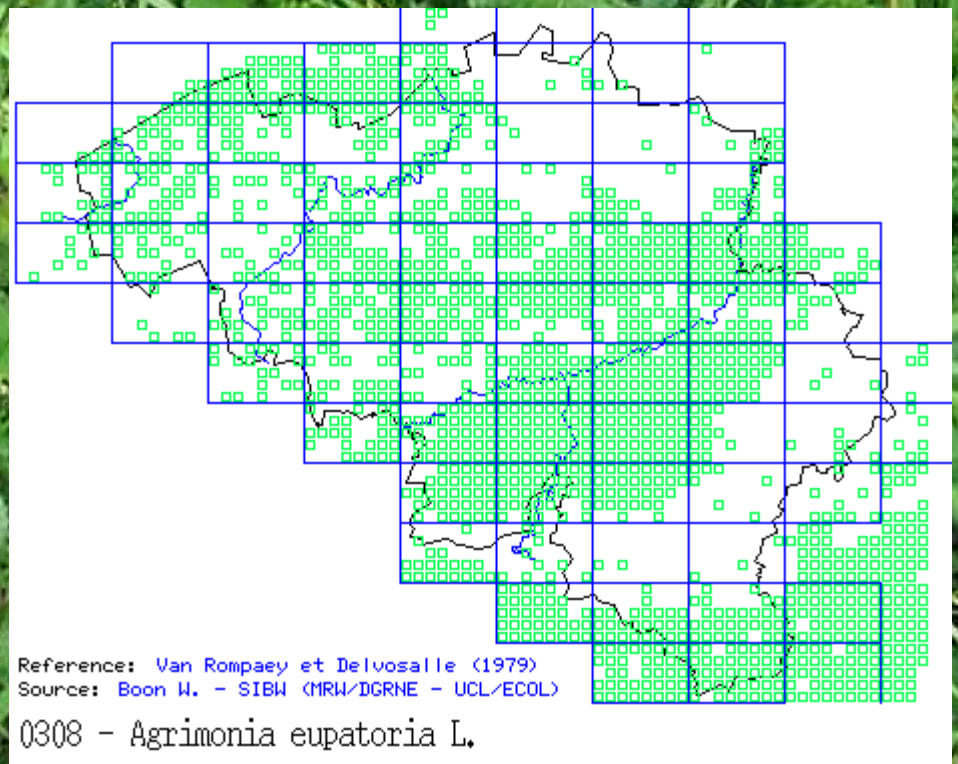 Reference: Van Rompaey et Delvosalle (1979)
Source: Boon W. - SIBW (MRW/DGRNE - UCL/ECOL)
0308 - Agrimonia eupatoria L.